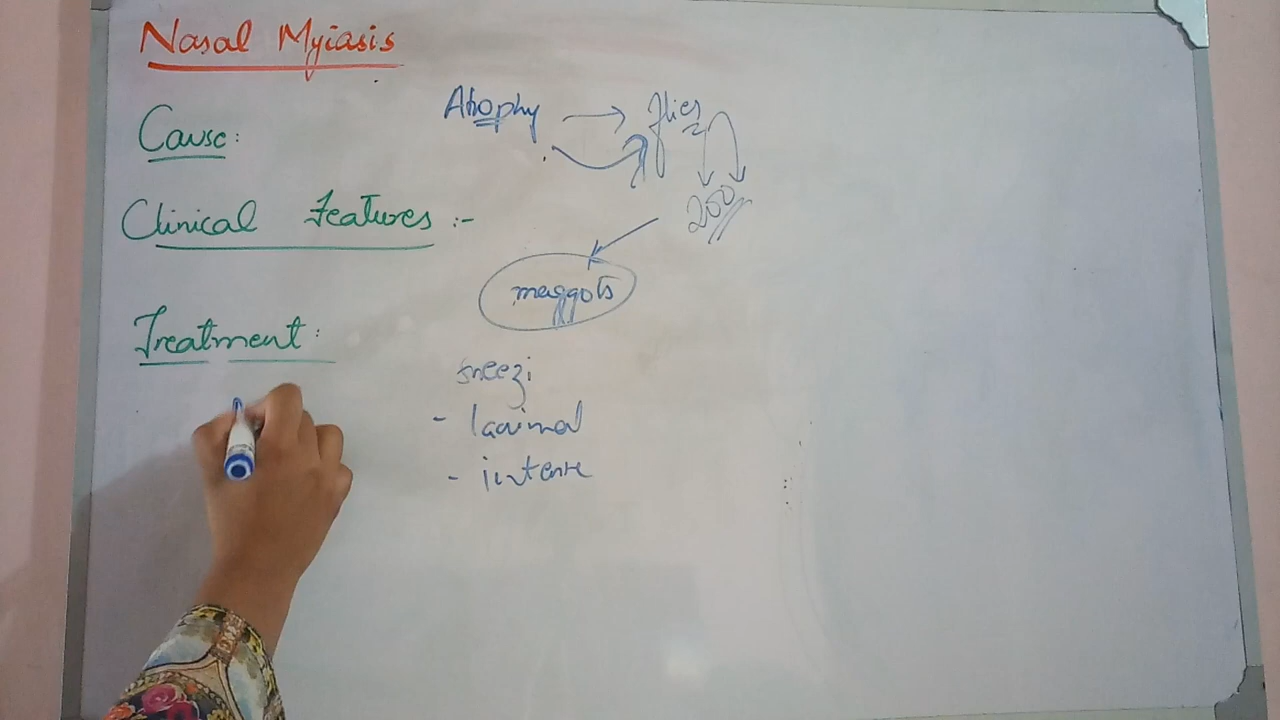 Nasal Myiasis
Atrophy → flies
Cause:
200
Clinical Features :-
maggots
Treatment:
sneezi
- lacrimal
- intense